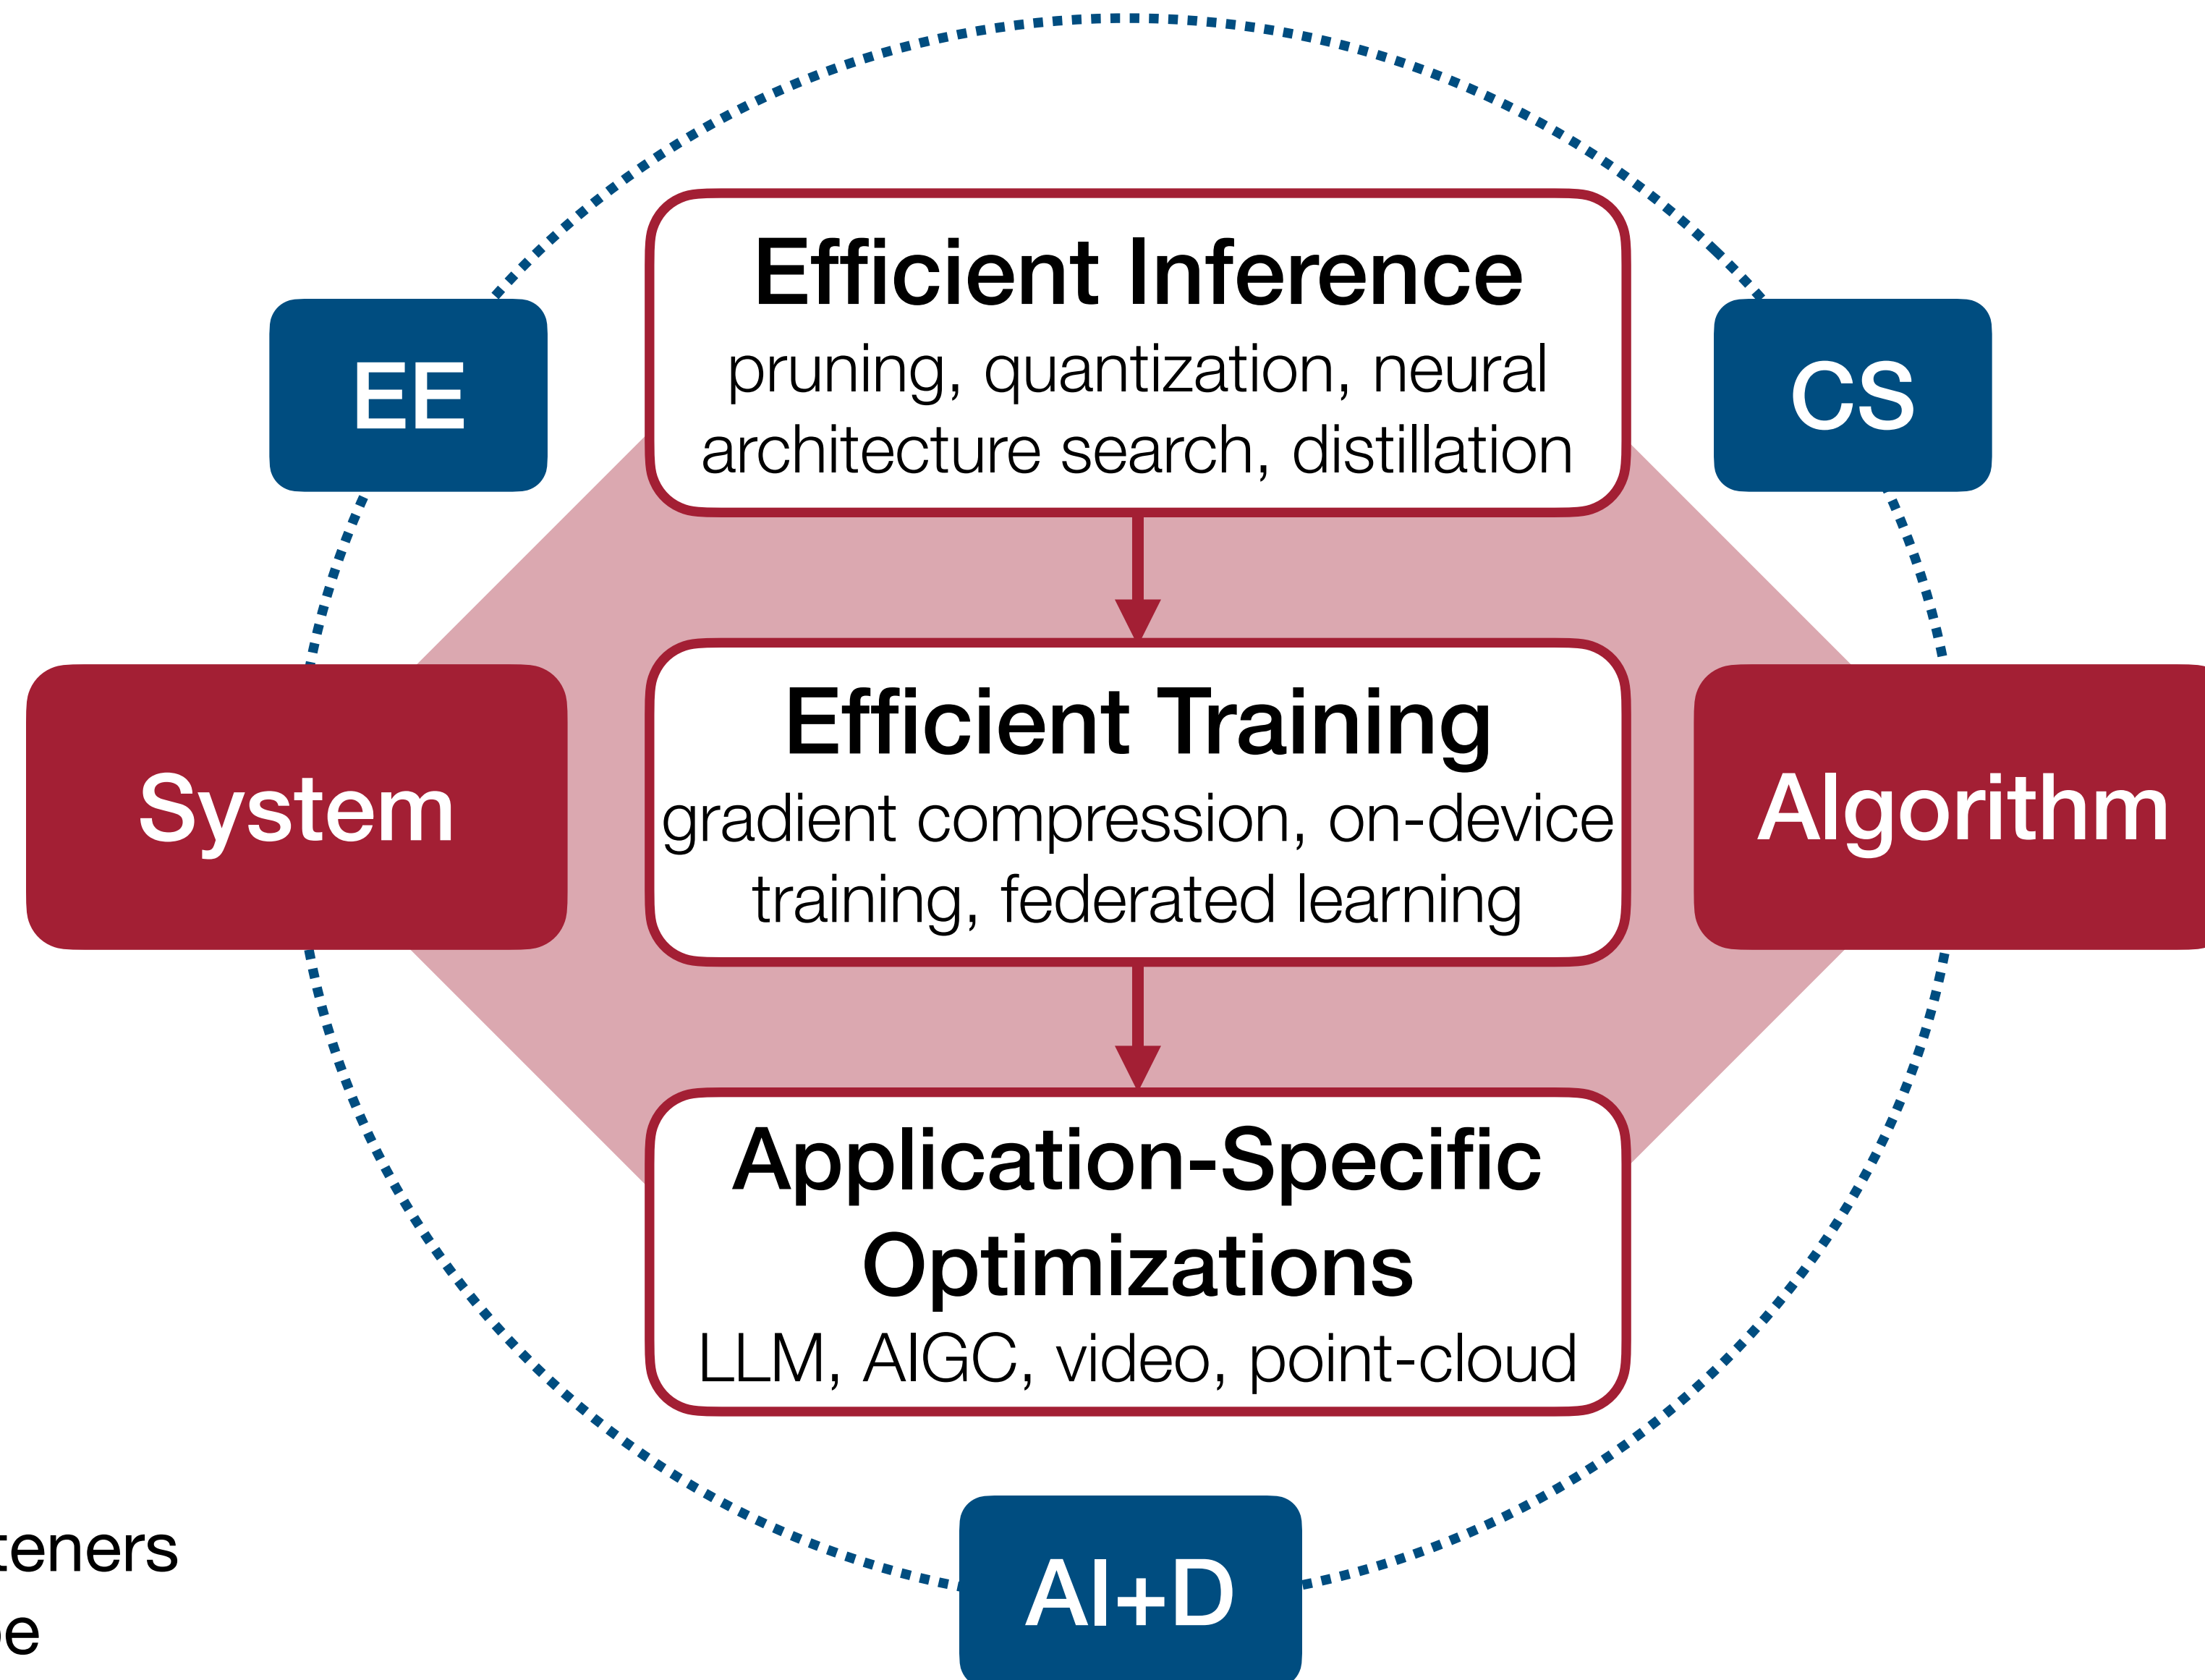 Efficient Inference
pruning, quantization, neural
architecture search, distillation
EE
CS
Efficient Training
gradient compression, on-device
training, federated learning
System
Algorithm
Application-Specific
Optimizations
LLM, AIGC, video, point-cloud
AI+D